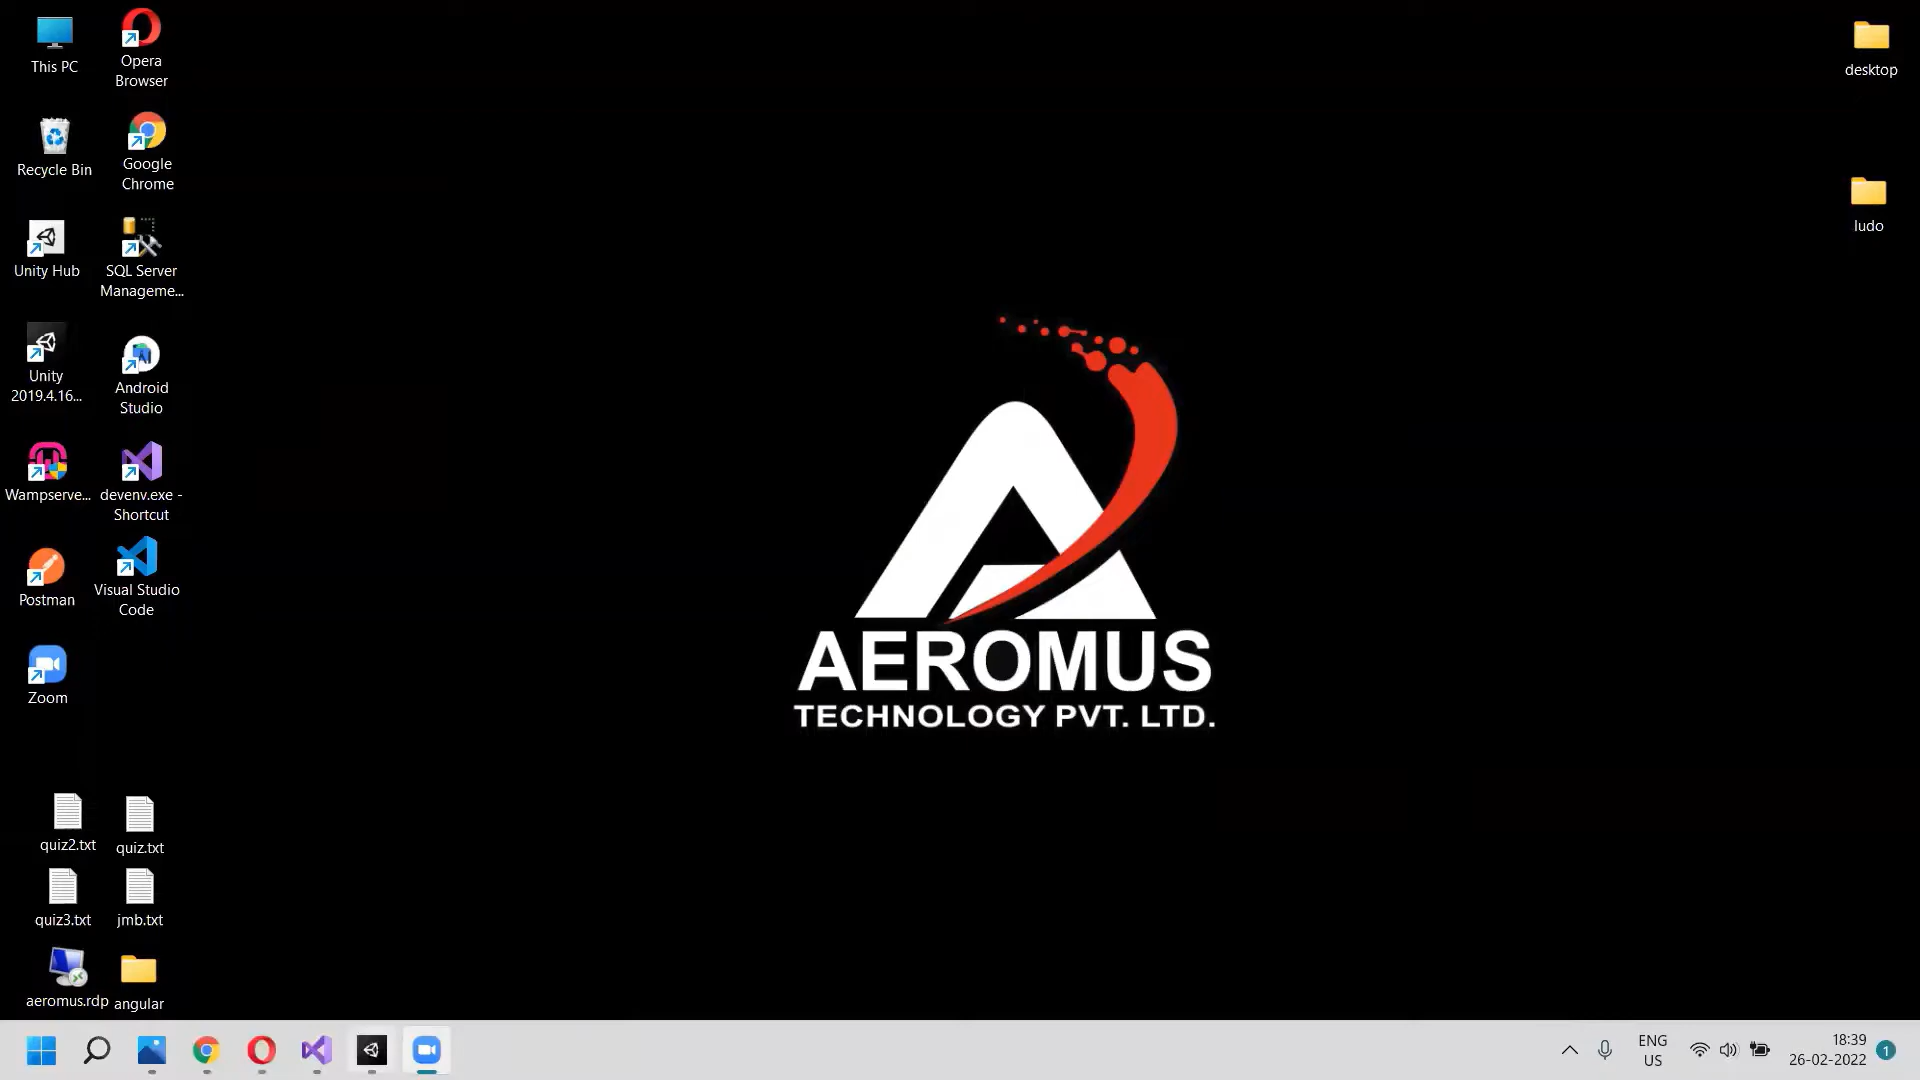 This PC
Opera
Browser
desktop
Recycle Bin
Google
Chrome
ludo
Unity Hub
SQL Server
Manageme...
Unity
2019.4.16...
Android
Studio
Wampserve...
devenv.exe -
Shortcut
Postman
Visual Studio
Code
Zoom
AEROMUS
TECHNOLOGY PVT. LTD.
quiz2.txt
quiz.txt
quiz3.txt
jmb.txt
aeromus.rdp
angular
ENG
US
18:39
26-02-2022
1